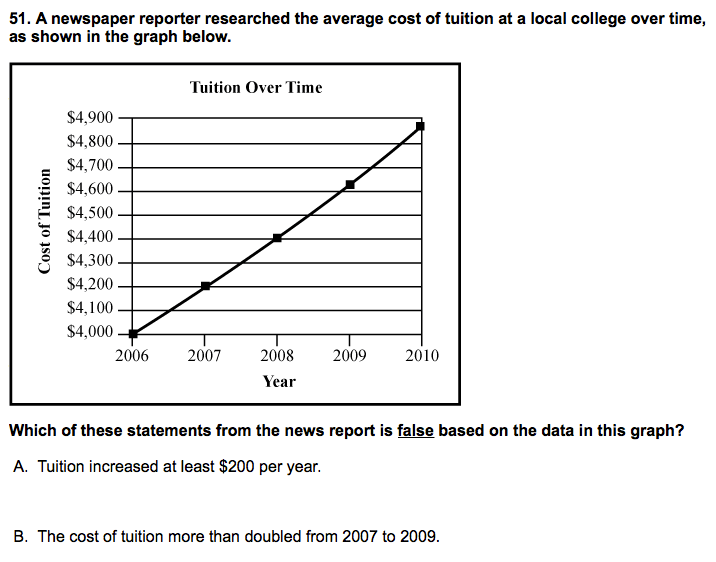 51. A newspaper reporter researched the average cost of tuition at a local college over time,
as shown in the graph below.
Tuition Over Time
Cost of Tuition
$4,900
$4,800
$4,700
$4,600
$4,500
$4,400
$4,300
$4,200
$4,100
$4,000
2006 2007 2008 2009 2010
Year
Which of these statements from the news report is false based on the data in this graph?
A. Tuition increased at least $200 per year.
B. The cost of tuition more than doubled from 2007 to 2009.